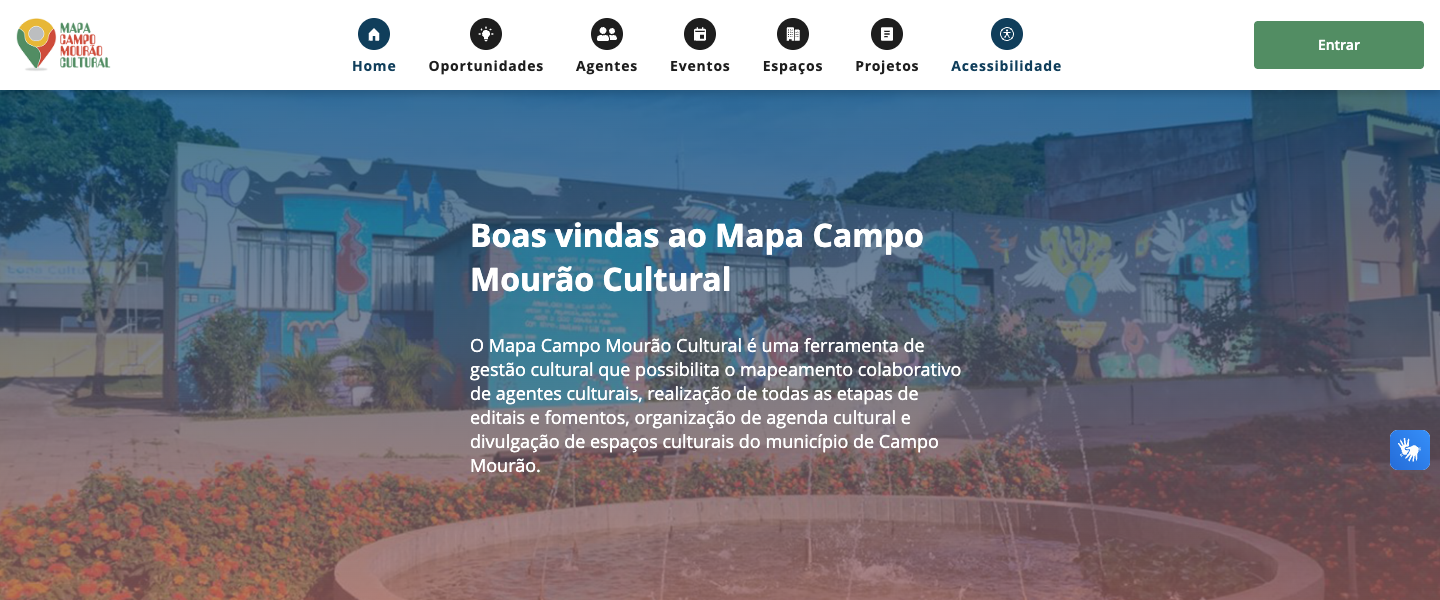 MAPA
CAMPO
MOURÃO
CULTURAL
Home
Oportunidades
Agentes
Eventos
Espaços
Projetos
Acessibilidade
Entrar
Boas vindas ao Mapa Campo
Mourão Cultural
O Mapa Campo Mourão Cultural é uma ferramenta de
gestão cultural que possibilita o mapeamento colaborativo
de agentes culturais, realização de todas as etapas de
editais e fomentos, organização de agenda cultural e
divulgação de espaços culturais do município de Campo
Mourão.